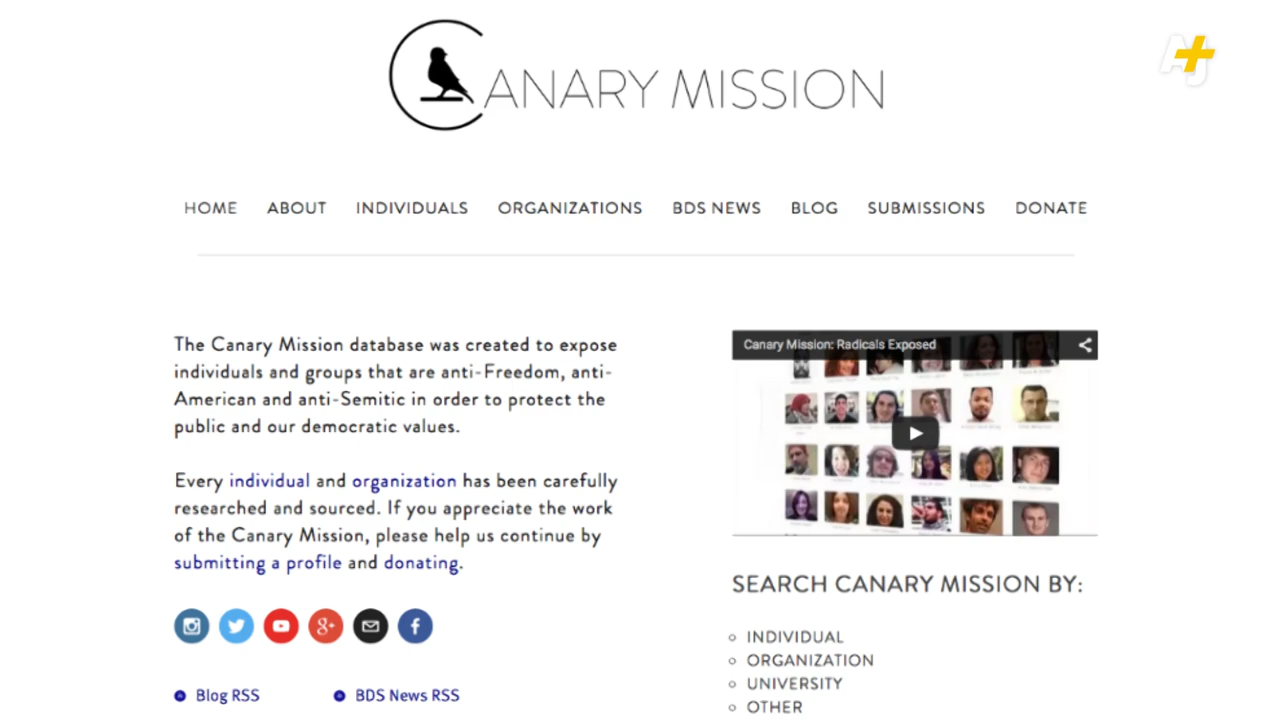 CANARY MISSION
AJ+
HOME ABOUT INDIVIDUALS ORGANIZATIONS BDS NEWS BLOG SUBMISSIONS DONATE
The Canary Mission database was created to expose
individuals and groups that are anti-Freedom, anti-
American and anti-Semitic in order to protect the
public and our democratic values.
Every individual and organization has been carefully
researched and sourced. If you appreciate the work
of the Canary Mission, please help us continue by
submitting a profile and donating.
Blog RSS BDS News RSS
Canary Mission: Radicals Exposed
SEARCH CANARY MISSION BY:
INDIVIDUAL
ORGANIZATION
UNIVERSITY
OTHER